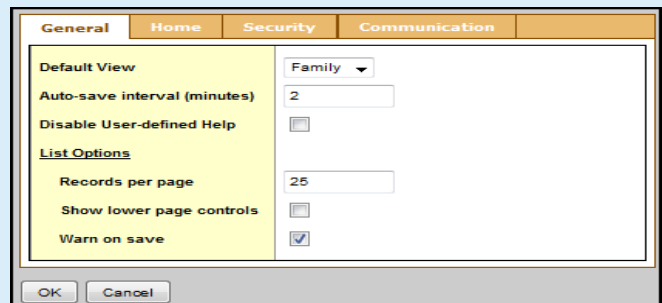 General Home Security Communication
Default View Family
Auto-save interval (minutes) 2
Disable User-defined Help
List Options
Records per page 25
Show lower page controls
Warn on save
OK Cancel